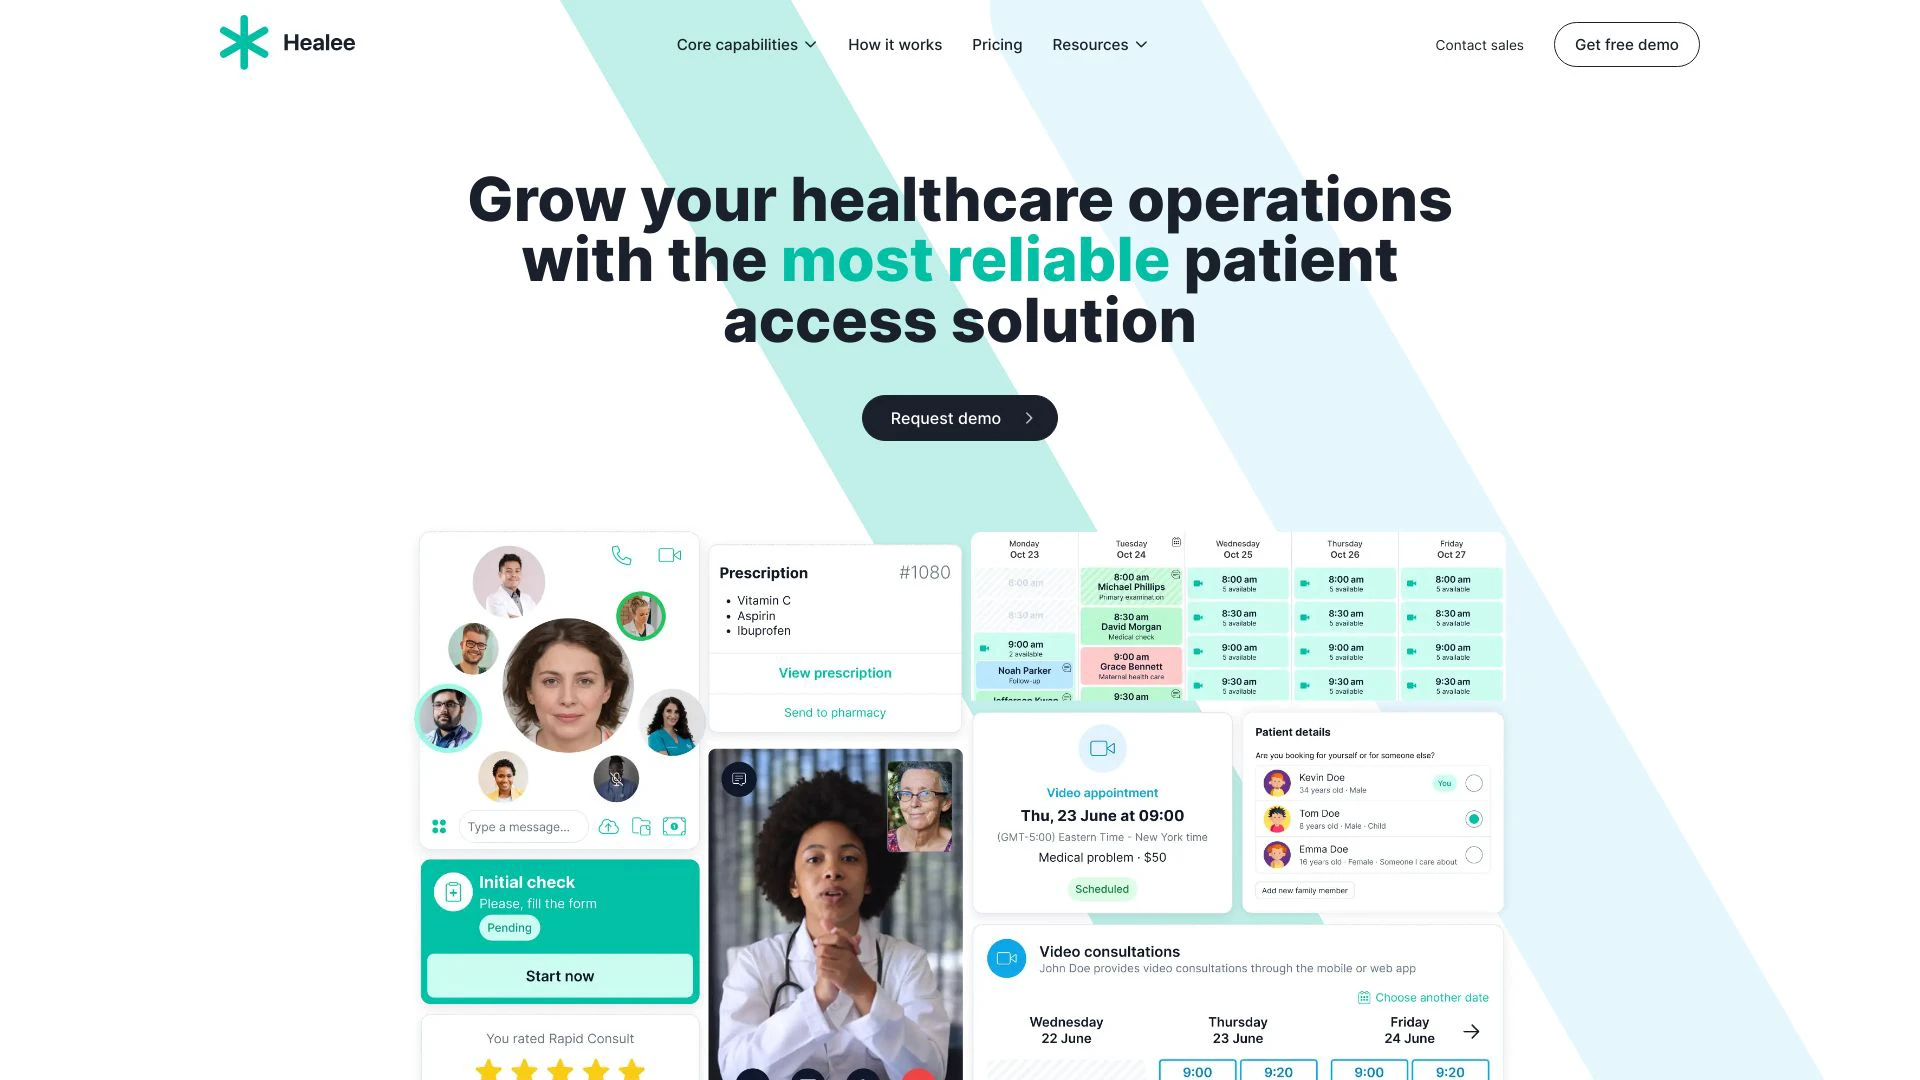 Healee
Core capabilities
How it works
Pricing
Resources
Contact sales
Get free demo
Grow your healthcare operations
with the most reliable patient
access solution
Request demo
Type a message...
Initial check
Please, fill the form
Pending
Start now
You rated Rapid Consult
Prescription
#1080
• Vitamin C
• Aspirin
• Ibuprofen
View prescription
Send to pharmacy
Monday
Oct 23
8:00 am
8:30 am
9:00 am
2 available
Noah Parker
Follow-up
Jefferson Kwan
Tuesday
Oct 24
8:00 am
Michael Phillips
Primary examination
8:30 am
David Morgan
Medical check
9:00 am
Grace Bennett
Maternal health care
9:30 am
Wednesday
Oct 25
8:00 am
5 available
8:30 am
5 available
9:00 am
5 available
9:30 am
5 available
Thursday
Oct 26
8:00 am
5 available
8:30 am
5 available
9:00 am
5 available
9:30 am
5 available
Friday
Oct 27
8:00 am
5 available
8:30 am
5 available
9:00 am
5 available
9:30 am
5 available
Video appointment
Thu, 23 June at 09:00
(GMT-5:00) Eastern Time - New York time
Medical problem · $50
Scheduled
Patient details
Are you booking for yourself or for someone else?
Kevin Doe
34 years old · Male
You
Tom Doe
8 years old · Male · Child
Emma Doe
16 years old · Female · Someone I care about
Add new family member
Video consultations
John Doe provides video consultations through the mobile or web app
Choose another date
Wednesday
22 June
Thursday
23 June
Friday
24 June
9:00
9:20
9:00
9:20